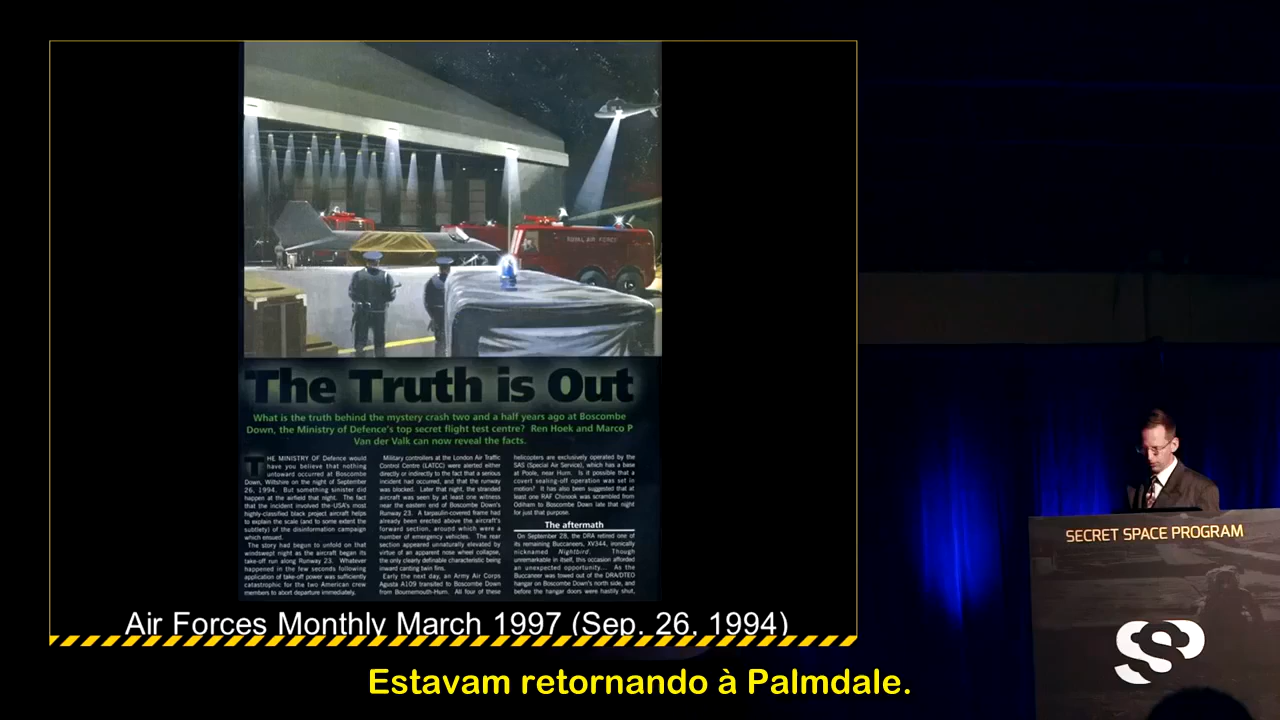 ROYAL AIR FORCE
The Truth is Out
What is the truth behind the mystery crash two and a half years ago at Boscombe
Down, the Ministry of Defence's top secret flight test centre? Ren Hoek and Marco P
Van der Valk can now reveal the facts.
THE MINISTRY OF Defence would
have you believe that nothing
untoward occurred at Boscombe
Down, Wiltshire on the night of September
26, 1994. But something sinister did
happen at the airfield that night. The fact
that the incident involved the USA's most
highly-classified black project aircraft helps
to explain the scale (and to some extent the
subtlety) of the disinformation campaign
which ensued.
The story had begun to unfold on that
windswept night as the aircraft began its
take-off run along Runway 23. Whatever
happened in the few seconds following
application of take-off power was sufficiently
catastrophic for the two American crew
members to abort departure immediately.
Military controllers at the London Air Traffic
Control Centre (LATCC) were alerted either
directly or indirectly to the fact that a serious
incident had occurred, and that the runway
was blocked. Later that night, the stranded
aircraft was seen by at least one witness
near the eastern end of Boscombe Down's
Runway 23. A tarpaulin-covered frame had
already been erected above the aircraft's
forward section, around which were a
number of emergency vehicles. The rear
section appeared unnaturally elevated by
virtue of an apparent nose wheel collapse,
the only clearly definable characteristic being
inward canting twin fins.
Early the next day, an Army Air Corps
Agusta A109 transited to Boscombe Down
from Bournemouth-Hurn. All four of these
helicopters are exclusively operated by the
SAS (Special Air Service), which has a base
at Poole, near Hurn. Is it possible that a
covert sealing-off operation was set in
motion? It has also been suggested that at
least one RAF Chinook was scrambled from
Odiham to Boscombe Down late that night
for just that purpose.
The aftermath
On September 28, the DRA retired one of
its remaining Buccaneers, XV344, ironically
nicknamed Nightbird. Though
unremarkable in itself, this occasion afforded
an unexpected opportunity... As the
Buccaneer was towed out of the DRA/DTEO
hangar on Boscombe Down's north side, and
before the hangar doors were hastily shut,
Air Forces Monthly March 1997 (Sep. 26, 1994)
SECRET SPACE PROGRAM
SSP
Estavam retornando à Palmdale.